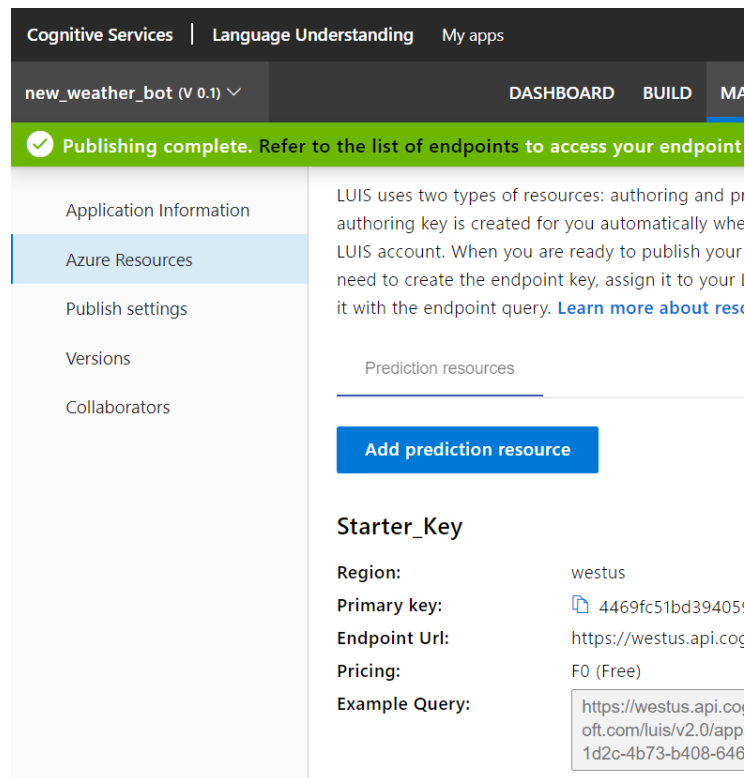 Cognitive Services | Language Understanding My apps
new_weather_bot (V 0.1) DASHBOARD BUILD
Publishing complete. Refer to the list of endpoints to access your endpoint
Application Information
Azure Resources
Publish settings
Versions
Collaborators
LUIS uses two types of resources: authoring and
authoring key is created for you automatically
LUIS account. When you are ready to publish your
need to create the endpoint key, assign it to your
it with the endpoint query. Learn more about
Prediction resources
Add prediction resource
Starter_Key
Region: westus
Primary key: 4469fc51bd394059
Endpoint Url: https://westus.api.cog
Pricing: F0 (Free)
Example Query: https://westus.api.cog
oft.com/luis/v2.0/app
1d2c-4b73-b408-646